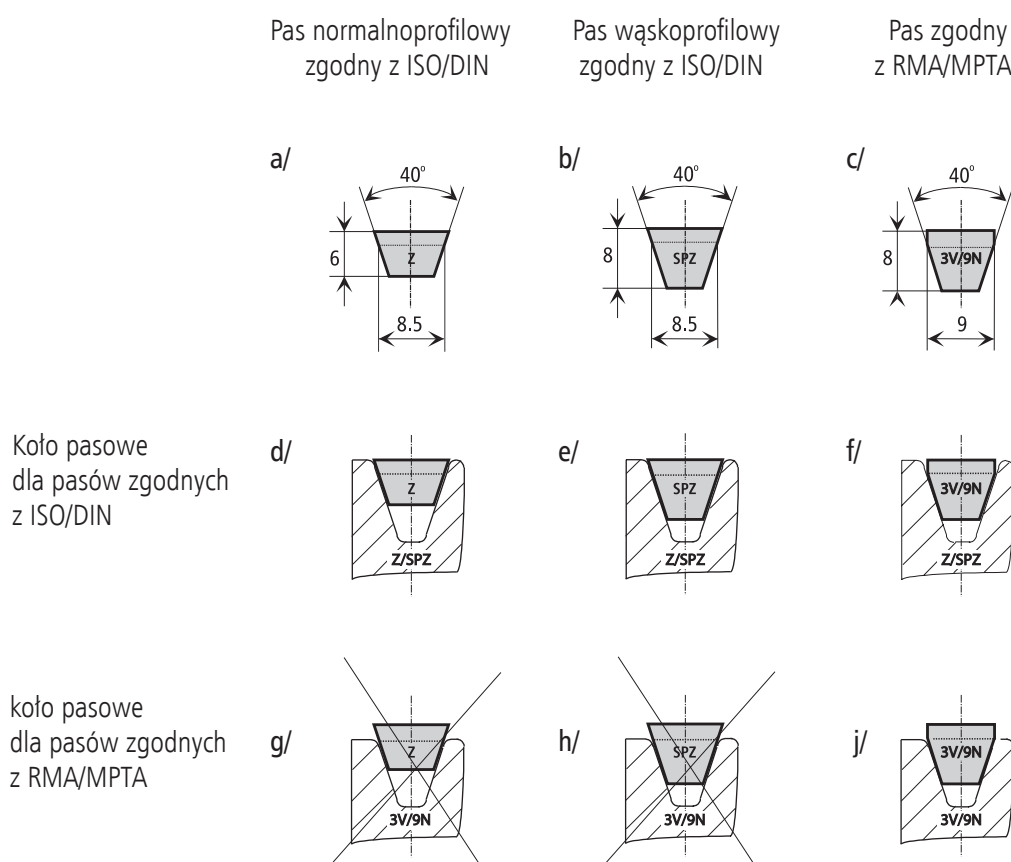 Pas normalnoprofilowy
zgodny z ISO/DIN
Pas wąskoprofilowy
zgodny z ISO/DIN
Pas zgodny
z RMA/MPTA
a/
40°
6
Z
8.5
b/
40°
8
SPZ
8.5
c/
40°
8
3V/9N
9
Koło pasowe
dla pasów zgodnych
z ISO/DIN
d/
Z
Z/SPZ
e/
SPZ
Z/SPZ
f/
3V/9N
Z/SPZ
koło pasowe
dla pasów zgodnych
z RMA/MPTA
g/
Z
3V/9N
h/
SPZ
3V/9N
j/
3V/9N
3V/9N